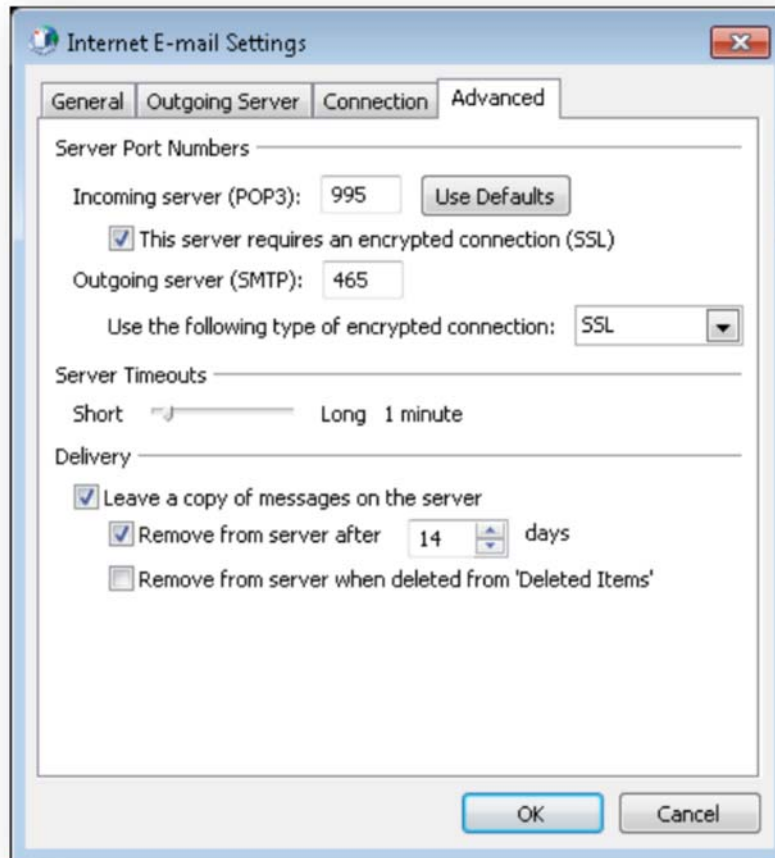 Internet E-mail Settings
General Outgoing Server Connection Advanced
Server Port Numbers
Incoming server (POP3): 995 Use Defaults
This server requires an encrypted connection (SSL)
Outgoing server (SMTP): 465
Use the following type of encrypted connection: SSL
Server Timeouts
Short Long 1 minute
Delivery
Leave a copy of messages on the server
Remove from server after 14 days
Remove from server when deleted from 'Deleted Items'
OK Cancel